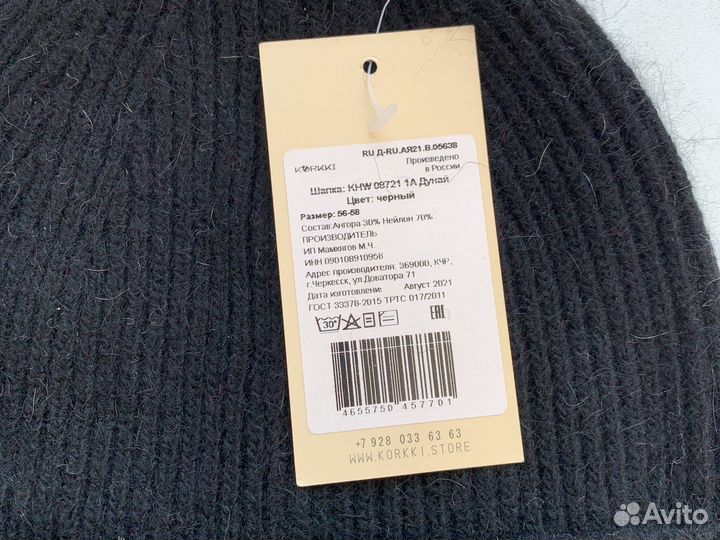 RU Д-RU.АЯ21.В.05638
KORKKI
Произведено
в России
Шапка: KHW 08721 1А Дунай
Цвет: черный
Размер: 56-58
Состав:Ангора 30% Нейлон 70%
ПРОИЗВОДИТЕЛЬ
ИП Мамхягов М.Ч.
ИНН 090108910958
Адрес производителя: 369000, КЧР,
г.Черкесск, ул.Доватора 71
Дата изготовления: Август 2021
ГОСТ 33378-2015 ТРТС 017/2011
30°
EAC
4655750 457701
+7 928 033 63 63
WWW.KORKKI.STORE
Avito